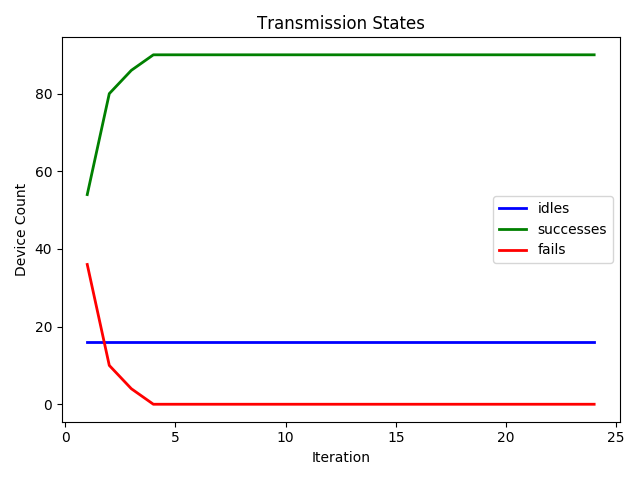 Transmission States
Device Count
80
60
40
20
0
idles
successes
fails
0 5 10 15 20 25
Iteration